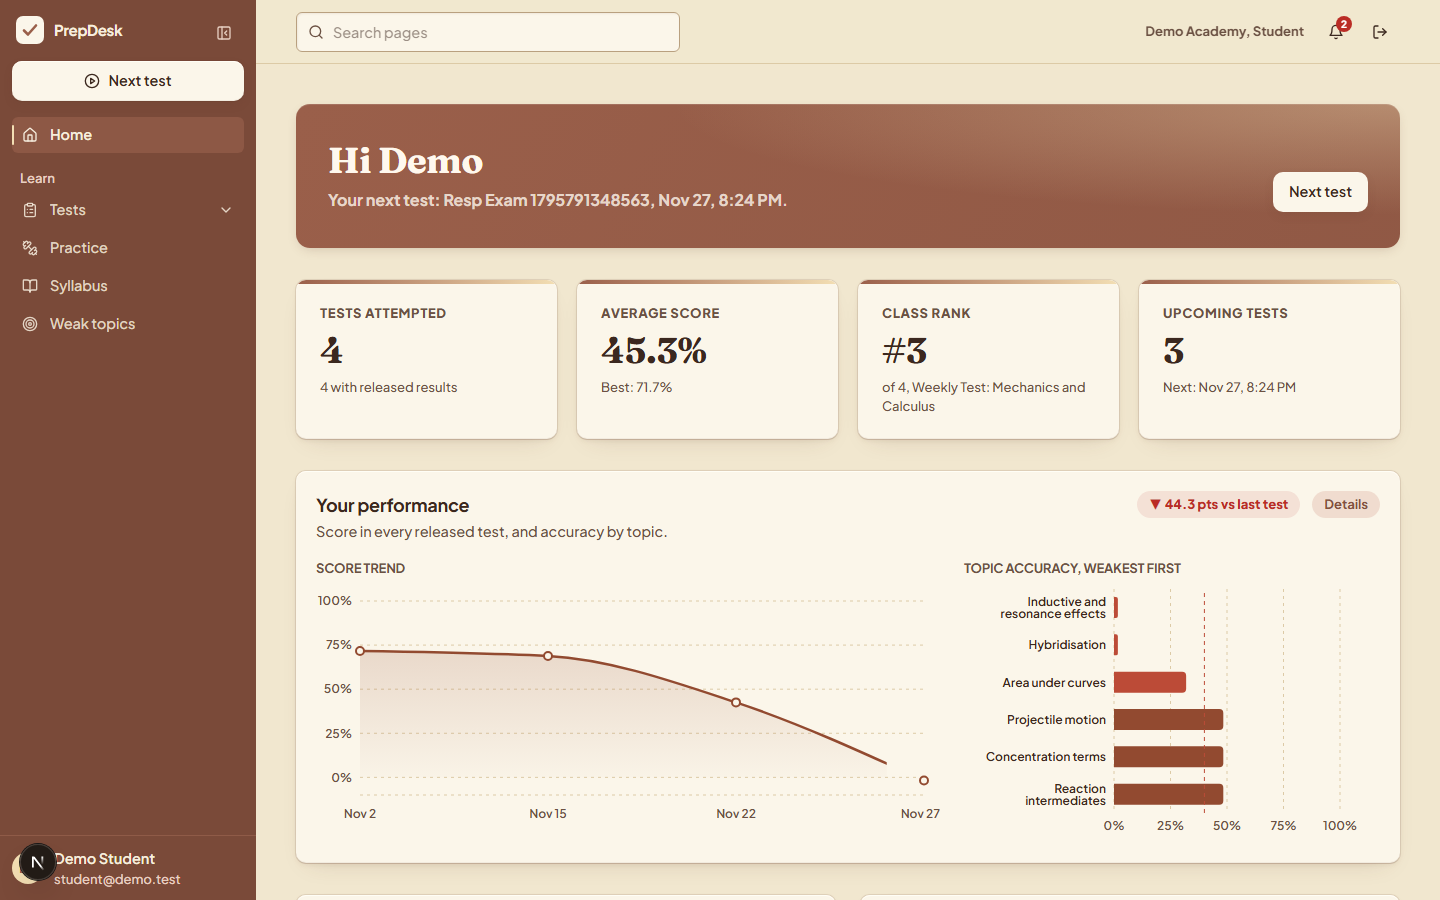 PrepDesk
Next test
Home
Learn
Tests
Practice
Syllabus
Weak topics
N
Demo Student
student@demo.test
Search pages
Demo Academy, Student
2
Hi Demo
Your next test: Resp Exam 1795791348563, Nov 27, 8:24 PM.
Next test
TESTS ATTEMPTED
4
4 with released results
AVERAGE SCORE
45.3%
Best: 71.7%
CLASS RANK
#3
of 4, Weekly Test: Mechanics and
Calculus
UPCOMING TESTS
3
Next: Nov 27, 8:24 PM
Your performance
Score in every released test, and accuracy by topic.
▼ 44.3 pts vs last test
Details
SCORE TREND
100%
75%
50%
25%
0%
Nov 2
Nov 15
Nov 22
Nov 27
TOPIC ACCURACY, WEAKEST FIRST
Inductive and
resonance effects
Hybridisation
Area under curves
Projectile motion
Concentration terms
Reaction
intermediates
0%
25%
50%
75%
100%